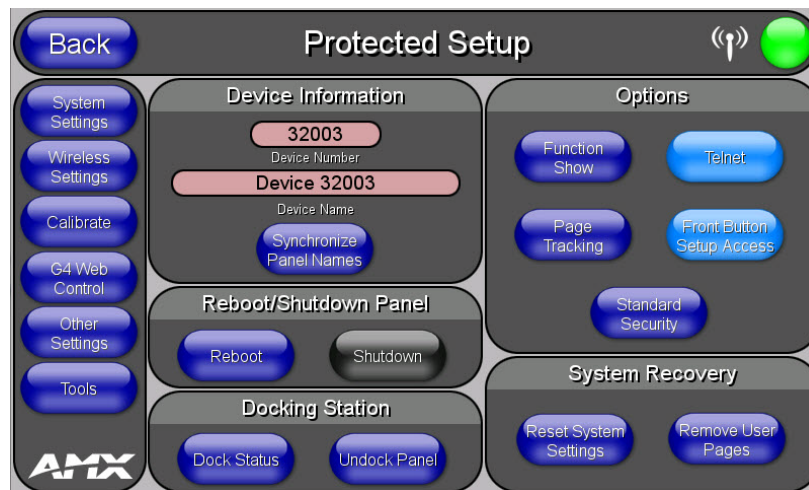 Back
Protected Setup
System
Settings
Wireless
Settings
Calibrate
G4 Web
Control
Other
Settings
Tools
AMX
Device Information
32003
Device Number
Device 32003
Device Name
Synchronize
Panel Names
Reboot/Shutdown Panel
Reboot
Shutdown
Docking Station
Dock Status
Undock Panel
Options
Function
Show
Telnet
Page
Tracking
Front Button
Setup Access
Standard
Security
System Recovery
Reset System
Settings
Remove User
Pages